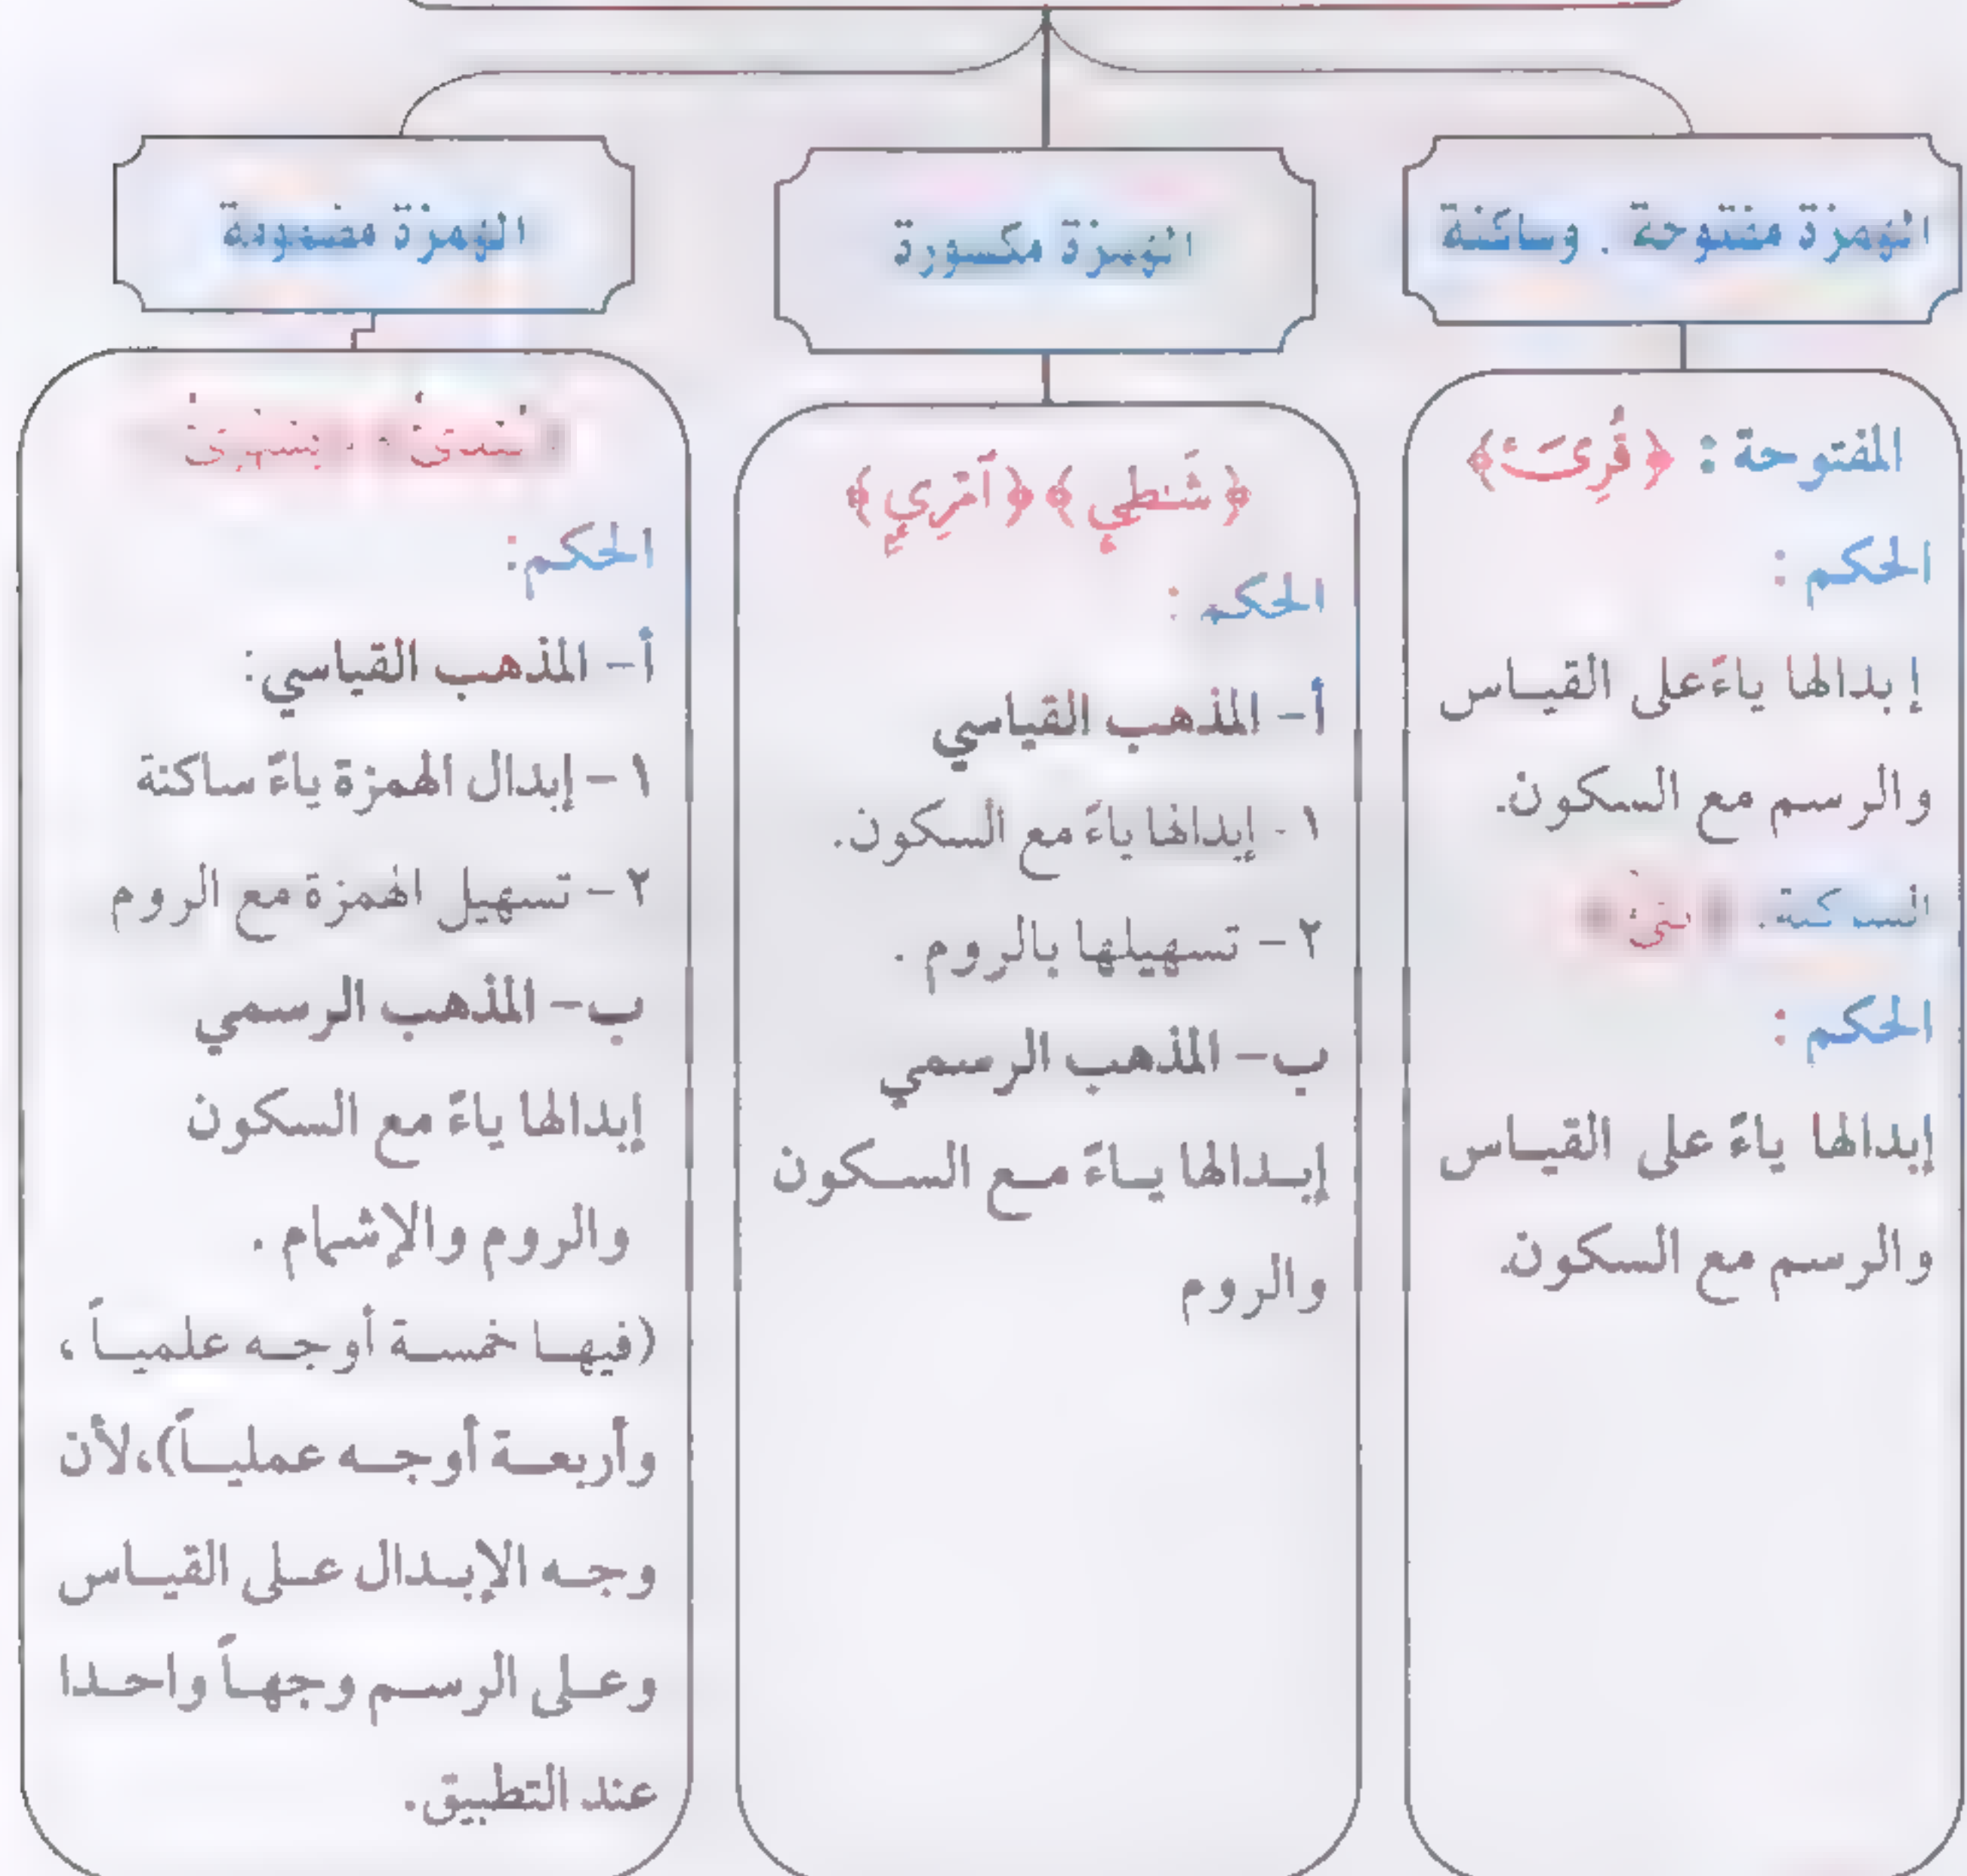 الهمزة مفتوحة . وساكنة
المفتوحة : ﴿قُرِئَ﴾
الحكم :
إبدالها ياءً على القياس
والرسم مع السكون.
الساكنة.
الحكم :
إبدالها ياءً على القياس
والرسم مع السكون.
الهمزة مكسورة
﴿شَٰطِيِٕ﴾ ﴿ٱمۡرِيٕٖ﴾
الحكم :
أ- المذهب القياسي
١- إبدالها ياءً مع السكون.
٢- تسهيلها بالروم .
ب- المذهب الرسمي
إبدالها ياءً مع السكون
والروم
الهمزة مضمومة
الحكم:
أ- المذهب القياسي:
١- إبدال الهمزة ياءً ساكنة
٢- تسهيل الهمزة مع الروم
ب- المذهب الرسمي
إبدالها ياءً مع السكون
والروم والإشمام .
(فيها خمسة أوجه علمياً ،
وأربعة أوجه عملياً)،لأن
وجه الإبدال على القياس
وعلى الرسم وجهاً واحدا
عند التطبيق.